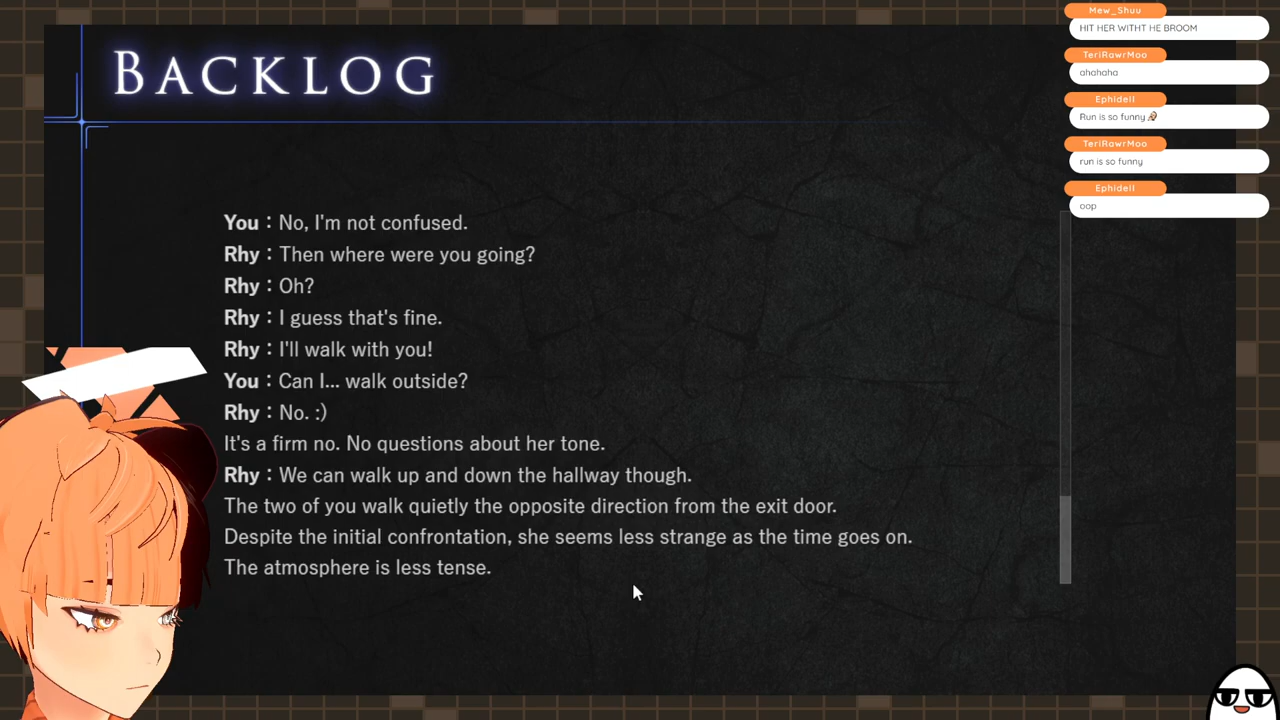 BACKLOG
You : No, I'm not confused.
Rhy : Then where were you going?
Rhy : Oh?
Rhy : I guess that's fine.
Rhy : I'll walk with you!
You : Can I... walk outside?
Rhy : No. :)
It's a firm no. No questions about her tone.
Rhy : We can walk up and down the hallway though.
The two of you walk quietly the opposite direction from the exit door.
Despite the initial confrontation, she seems less strange as the time goes on.
The atmosphere is less tense.
Mew_Shuu
HIT HER WITHT HE BROOM
TeriRawrMoo
ahahaha
Ephidell
Run is so funny
TeriRawrMoo
run is so funny
Ephidell
oop